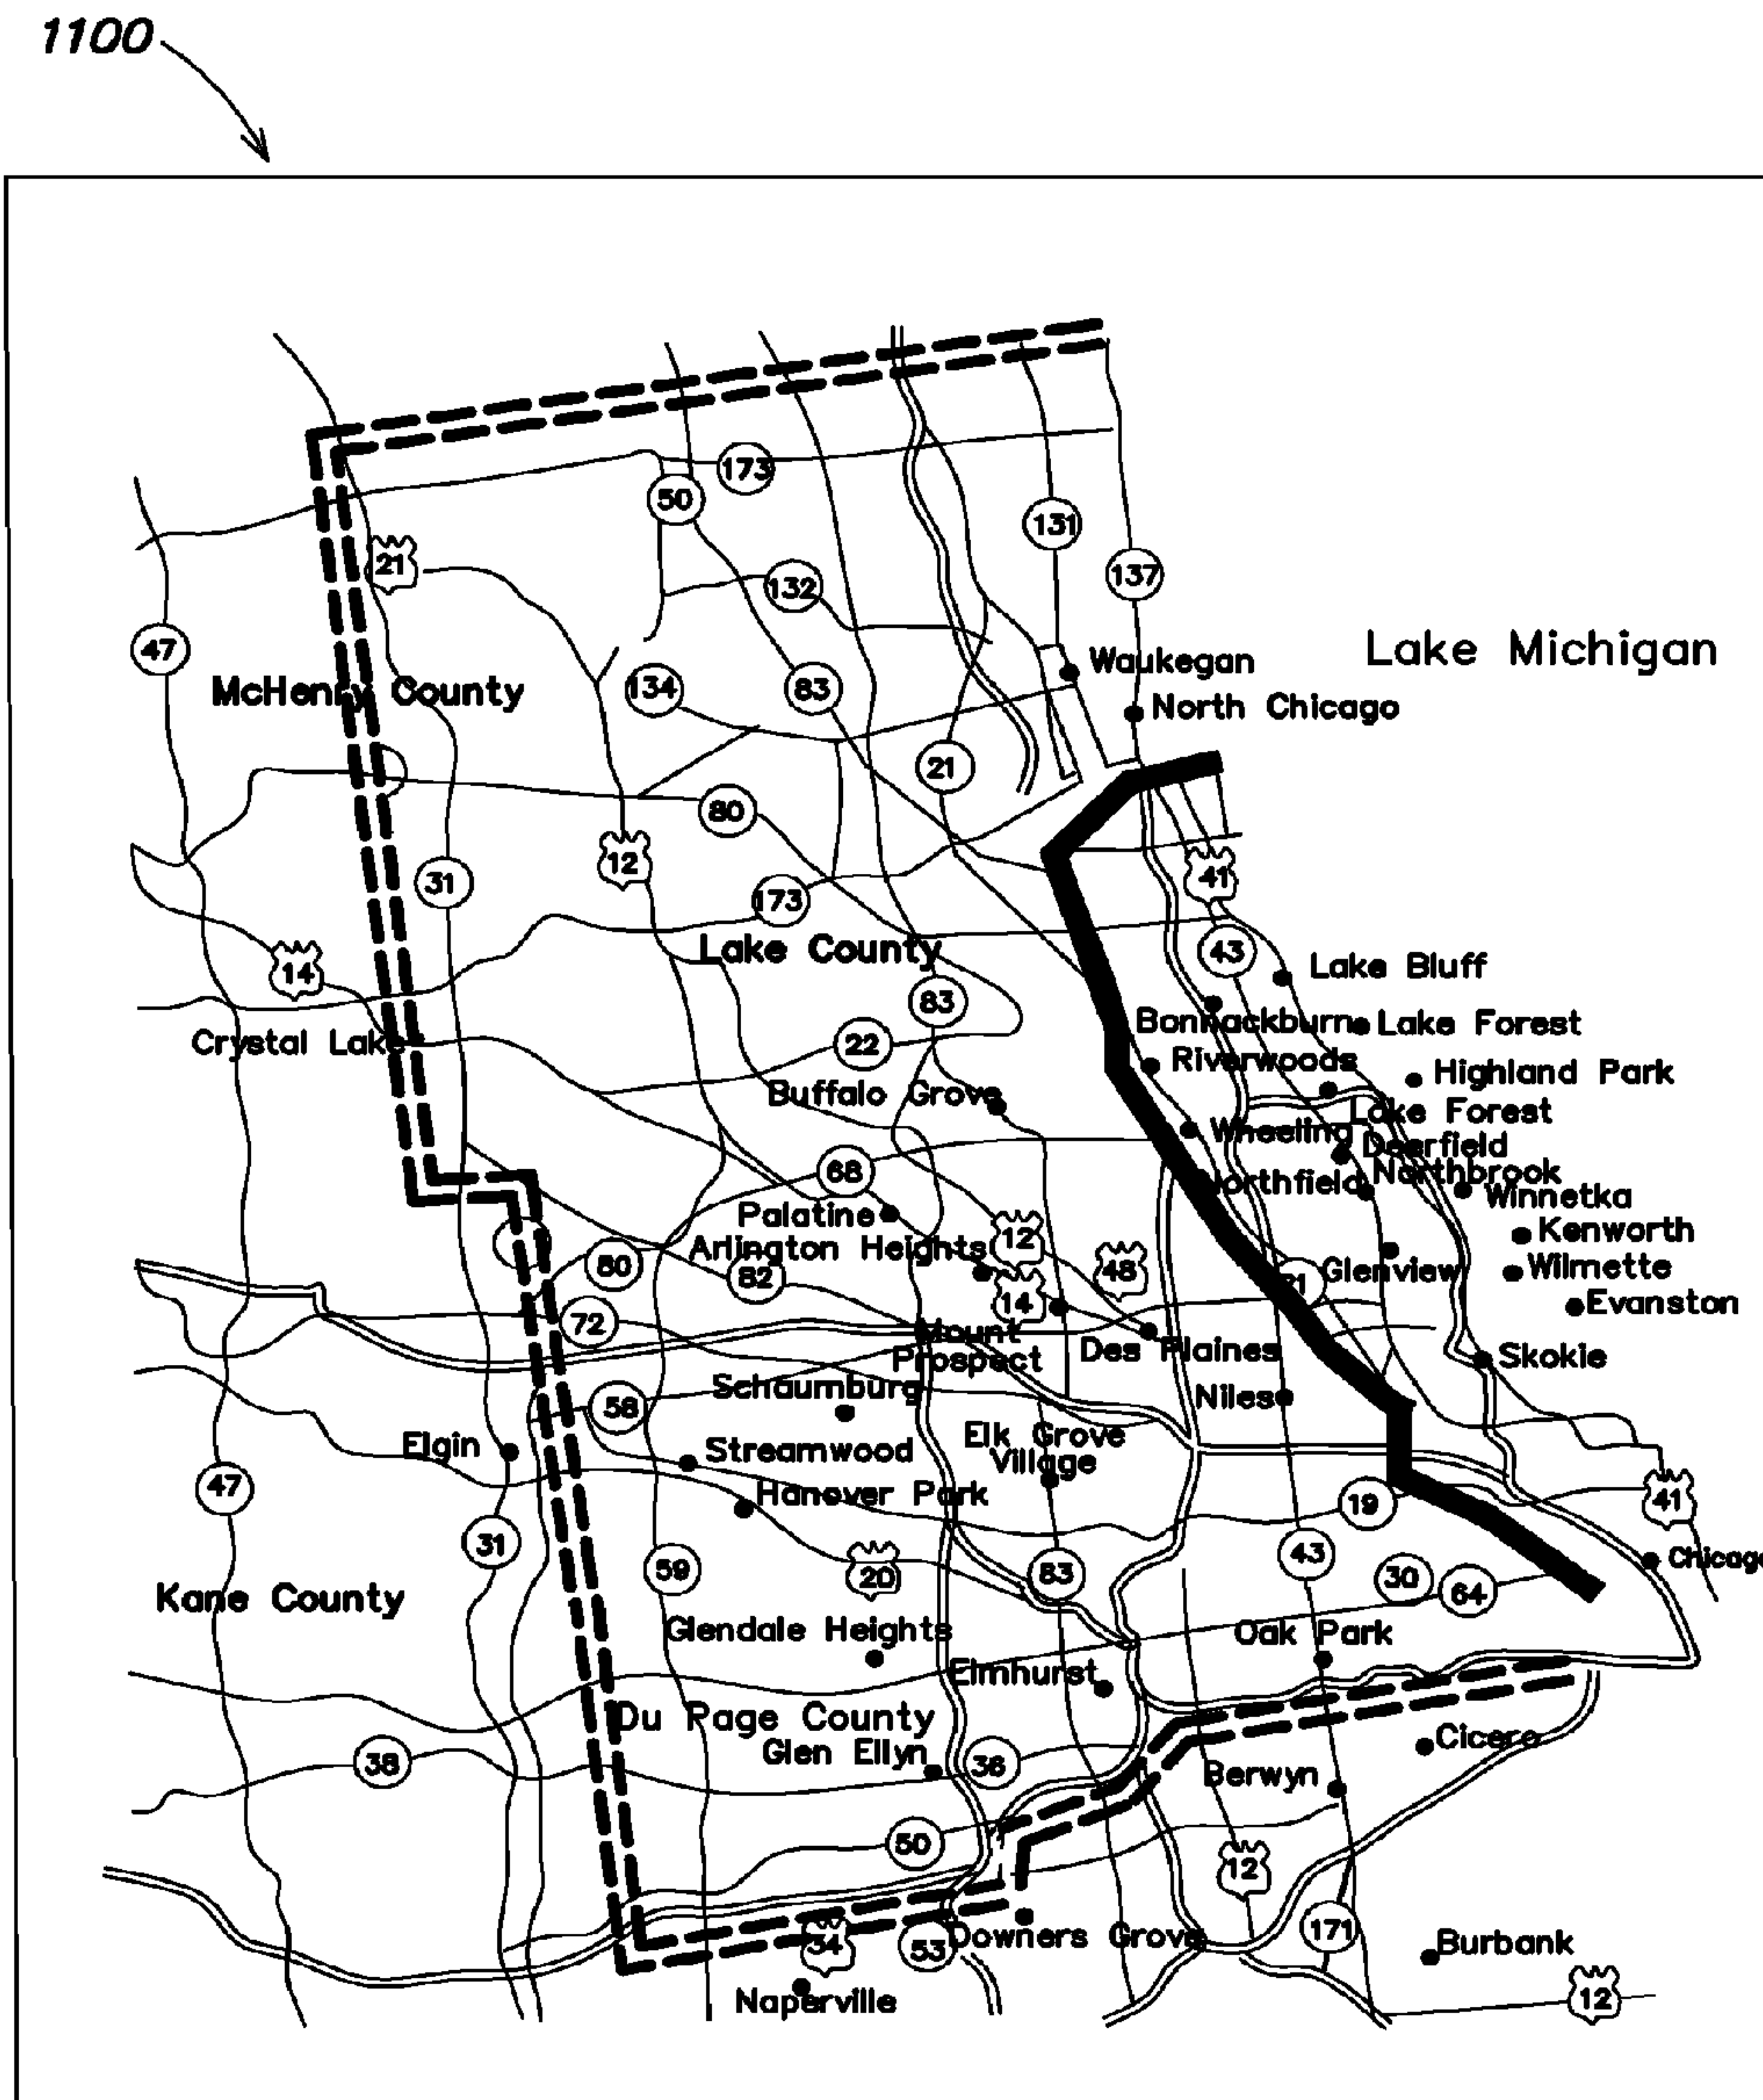 1100
173
50
131
21
132
137
47
Lake Michigan
Waukegan
McHenry County
134
83
North Chicago
21
80
12
41
31
173
Lake County
43
Lake Bluff
14
83
Bonnackburn
Lake Forest
Crystal Lake
22
Riverwoods
Highland Park
Buffalo Grove
Lake Forest
Wheeling
Deerfield
68
Northbrook
Northfield
Winnetka
Palatine
Kenworth
12
Arlington Heights
80
82
48
Glenview
Wilmette
14
Evanston
72
Mount
Prospect
Des Plaines
Skokie
Schaumburg
Niles
58
Elk Grove
Village
Elgin
Streamwood
47
Hanover Park
19
41
31
59
20
83
43
Chicago
30
64
Kane County
Glendale Heights
Oak Park
Elmhurst
Du Page County
Cicero
Glen Ellyn
38
36
Berwyn
50
12
171
34
53
Downers Grove
Burbank
Naperville
12